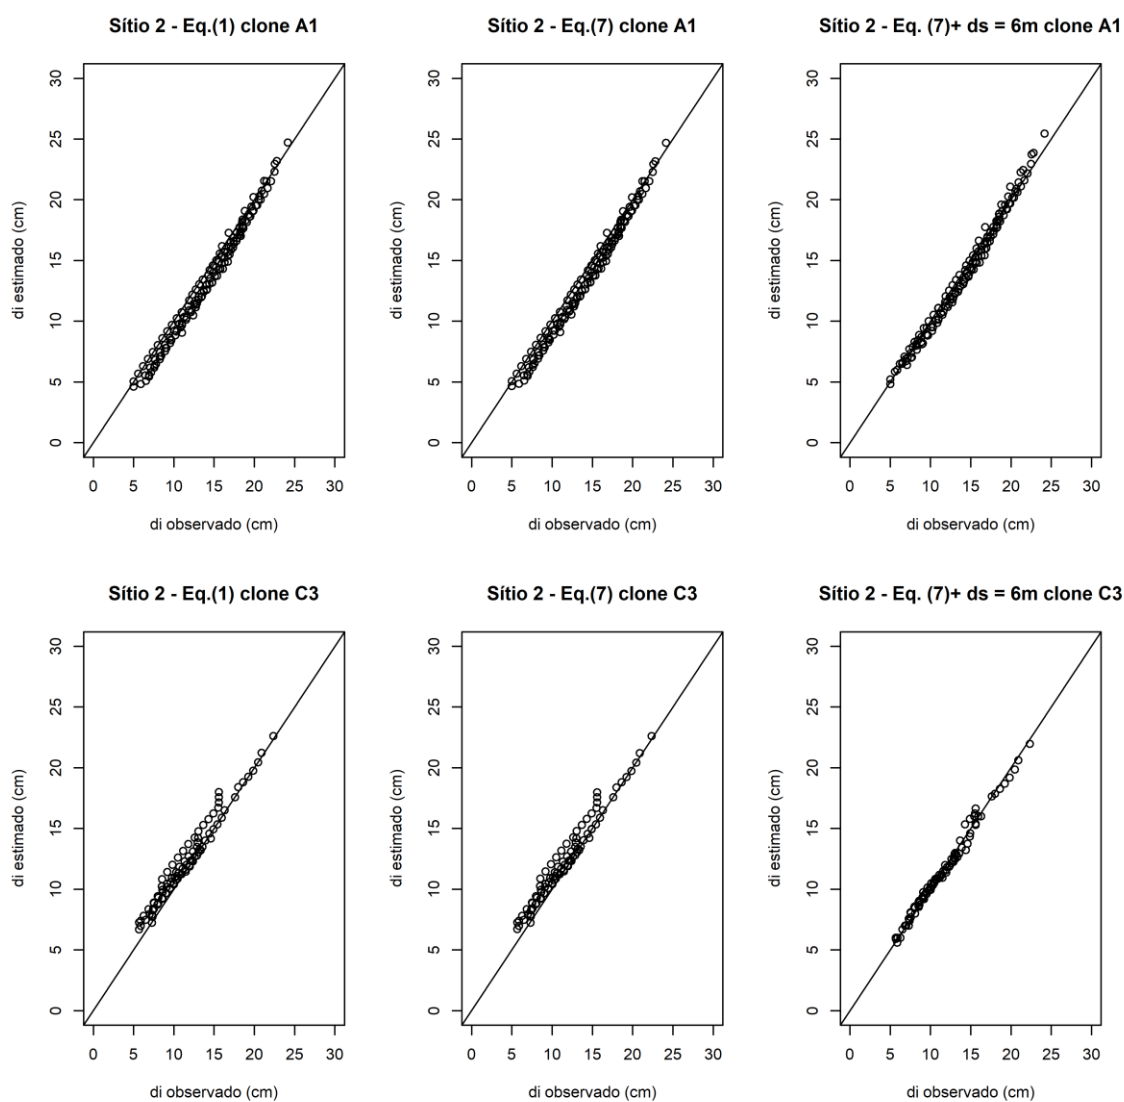 Sítio 2 - Eq.(1) clone A1
30
25
20
15
10
5
0
di estimado (cm)
0 5 10 15 20 25 30
di observado (cm)
Sítio 2 - Eq.(7) clone A1
30
25
20
15
10
5
0
di estimado (cm)
0 5 10 15 20 25 30
di observado (cm)
Sítio 2 - Eq. (7)+ ds = 6m clone A1
30
25
20
15
10
5
0
di estimado (cm)
0 5 10 15 20 25 30
di observado (cm)
Sítio 2 - Eq.(1) clone C3
30
25
20
15
10
5
0
di estimado (cm)
0 5 10 15 20 25 30
di observado (cm)
Sítio 2 - Eq.(7) clone C3
30
25
20
15
10
5
0
di estimado (cm)
0 5 10 15 20 25 30
di observado (cm)
Sítio 2 - Eq. (7)+ ds = 6m clone C3
30
25
20
15
10
5
0
di estimado (cm)
0 5 10 15 20 25 30
di observado (cm)